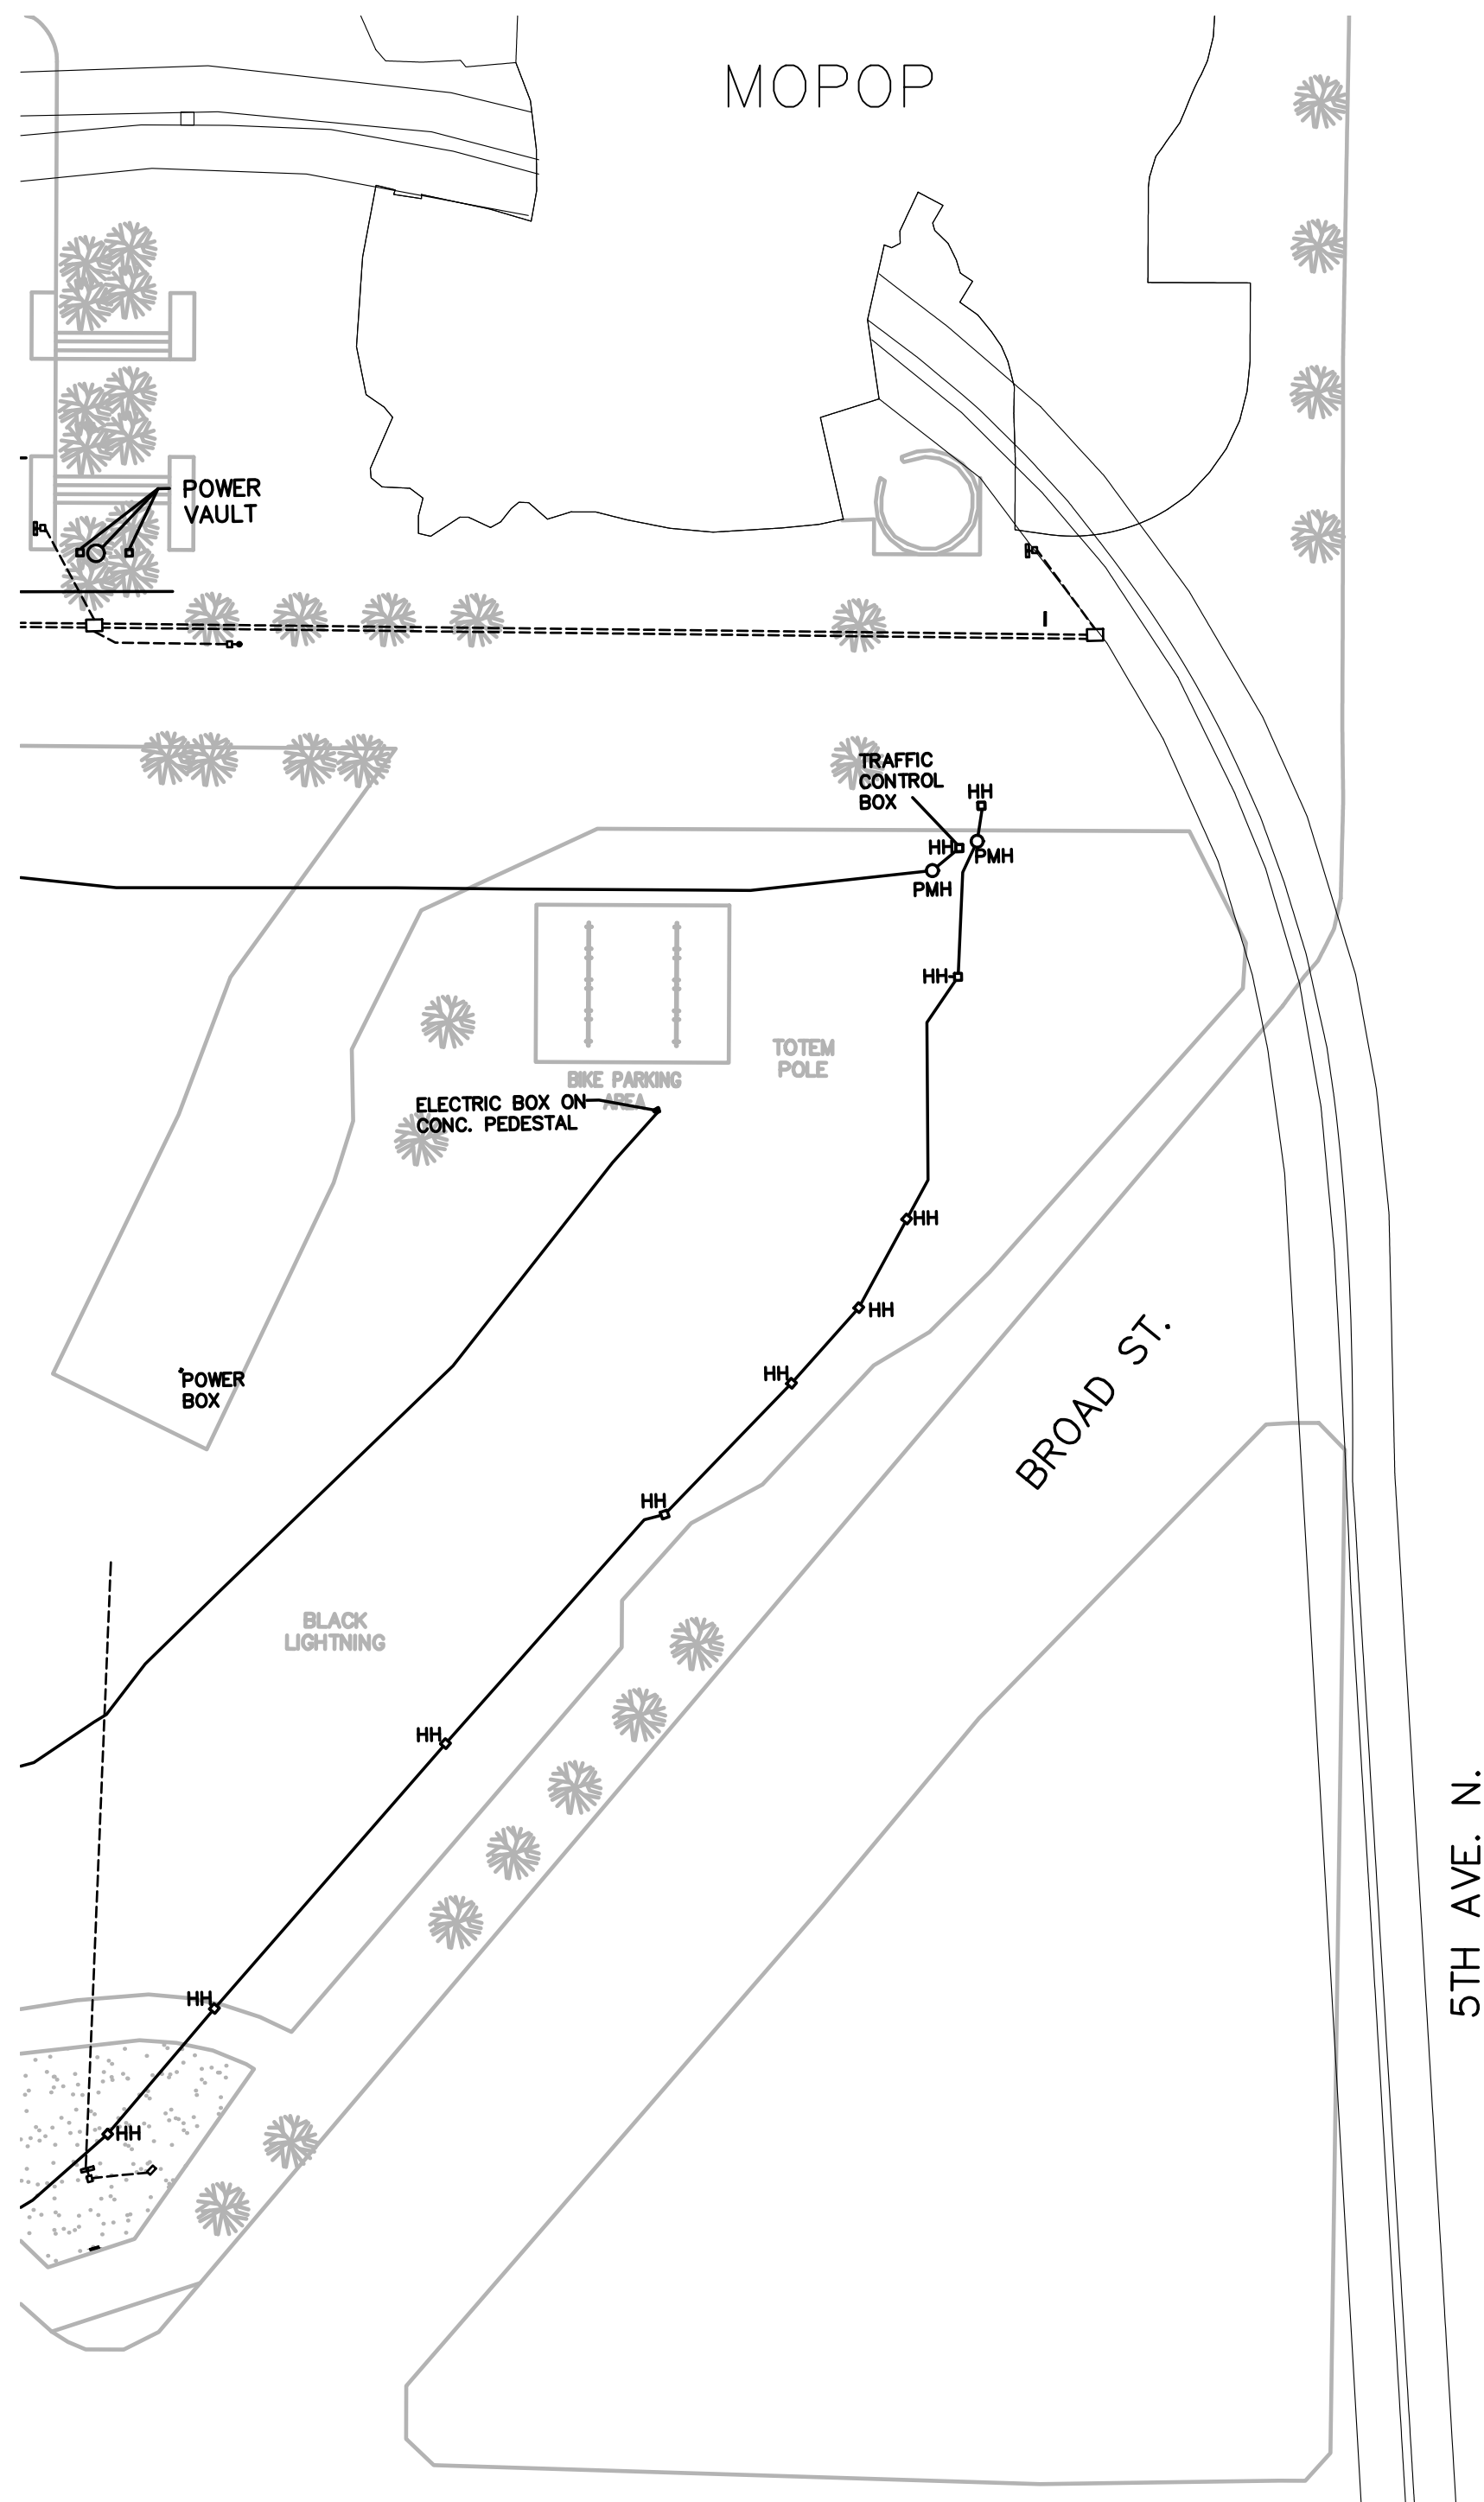 MOPOP
POWER
VAULT
TRAFFIC
CONTROL
BOX
HH
HH
PMH
PMH
HH
TOTEM
POLE
BIKE PARKING
AREA
ELECTRIC BOX ON
CONC. PEDESTAL
HH
HH
BROAD ST.
POWER
BOX
HH
HH
BLACK
LIGHTNING
HH
5TH AVE. N.
HH
HH